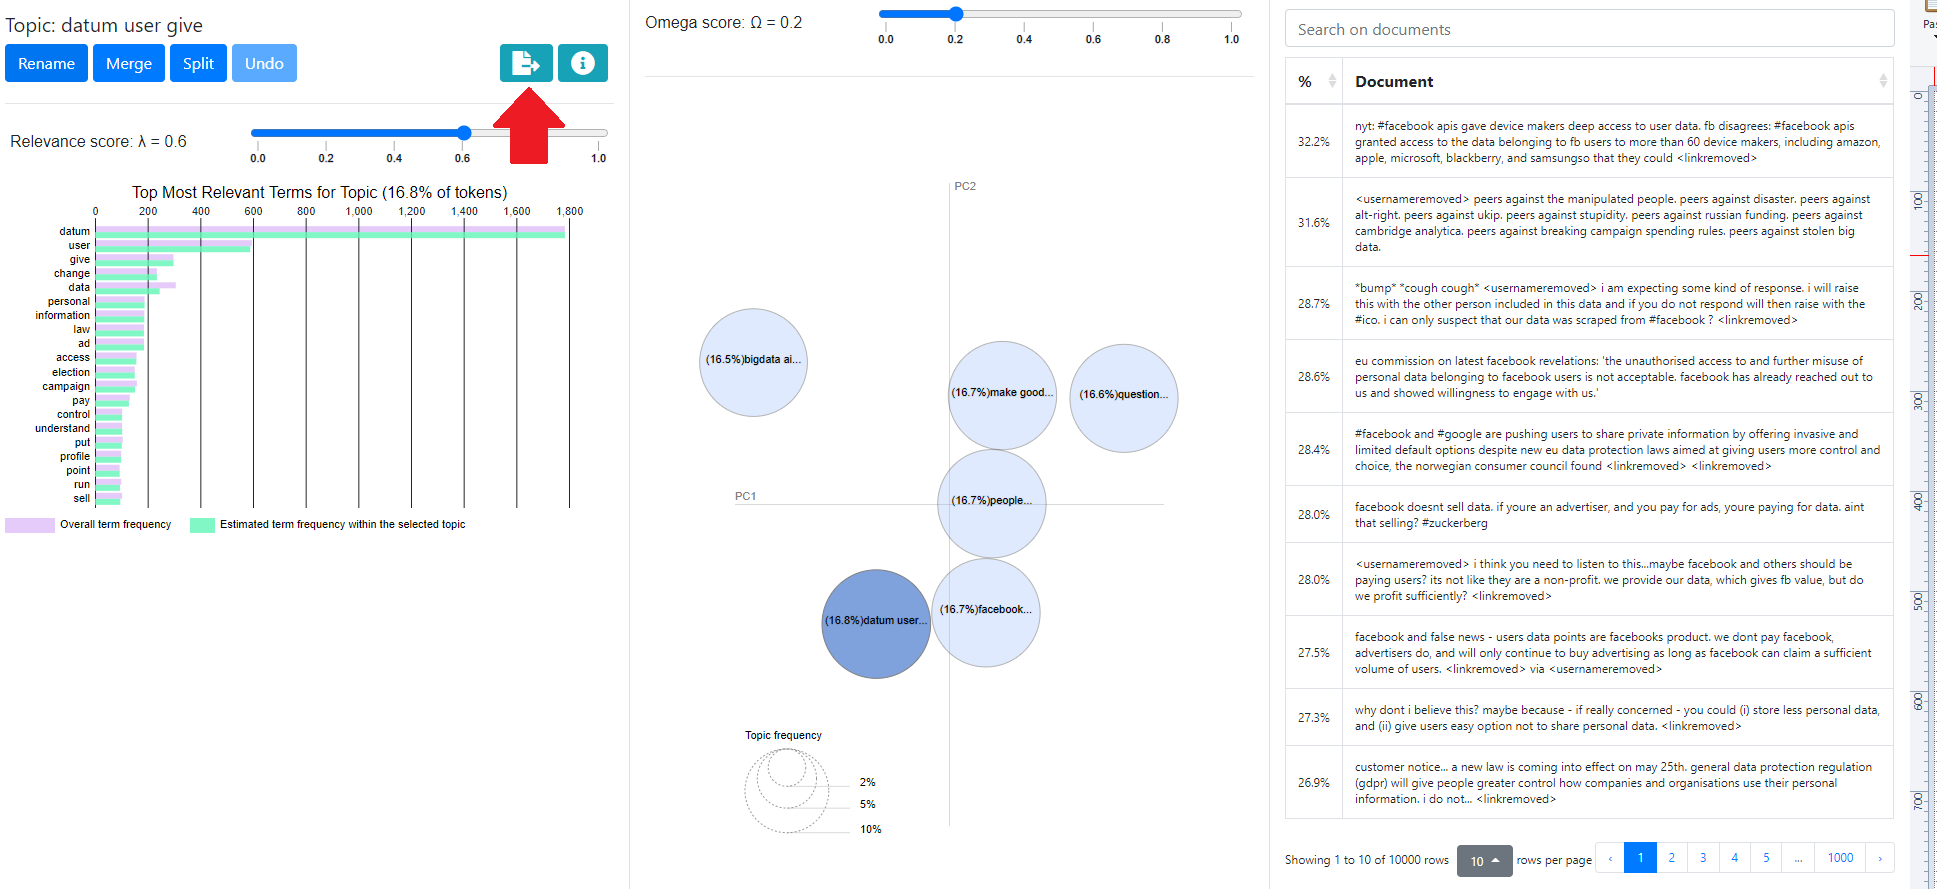 Topic: datum user give
Rename
Merge
Split
Undo
Relevance score: λ = 0.6
0.0
0.2
0.4
0.6
1.0
Top Most Relevant Terms for Topic (16.8% of tokens)
0
200
400
600
800
1,000
1,200
1,400
1,600
1,800
datum
user
give
change
data
personal
information
law
ad
access
election
campaign
pay
control
understand
put
profile
point
run
sell
Overall term frequency
Estimated term frequency within the selected topic
Omega score: Ω = 0.2
0.0
0.2
0.4
0.6
0.8
1.0
PC2
(16.5%)bigdata ai...
(16.7%)make good...
(16.6%)question...
PC1
(16.7%)people...
(16.8%)datum user...
(16.7%)facebook...
Topic frequency
2%
5%
10%
Search on documents
%
Document
32.2%
nyt: #facebook apis gave device makers deep access to user data. fb disagrees: #facebook apis
granted access to the data belonging to fb users to more than 60 device makers, including amazon,
apple, microsoft, blackberry, and samsungso that they could <linkremoved>
31.6%
<usernameremoved> peers against the manipulated people. peers against disaster. peers against
alt-right. peers against ukip. peers against stupidity. peers against russian funding. peers against
cambridge analytica. peers against breaking campaign spending rules. peers against stolen big
data.
28.7%
*bump* *cough cough* <usernameremoved> i am expecting some kind of response. i will raise
this with the other person included in this data and if you do not respond will then raise with the
#ico. i can only suspect that our data was scraped from #facebook ? <linkremoved>
28.6%
eu commission on latest facebook revelations: 'the unauthorised access to and further misuse of
personal data belonging to facebook users is not acceptable. facebook has already reached out to
us and showed willingness to engage with us.'
28.4%
#facebook and #google are pushing users to share private information by offering invasive and
limited default options despite new eu data protection laws aimed at giving users more control and
choice, the norwegian consumer council found <linkremoved> <linkremoved>
28.0%
facebook doesnt sell data. if youre an advertiser, and you pay for ads, youre paying for data. aint
that selling? #zuckerberg
28.0%
<usernameremoved> i think you need to listen to this...maybe facebook and others should be
paying users? its not like they are a non-profit. we provide our data, which gives fb value, but do
we profit sufficiently? <linkremoved>
27.5%
facebook and false news - users data points are facebooks product. we dont pay facebook,
advertisers do, and will only continue to buy advertising as long as facebook can claim a sufficient
volume of users. <linkremoved> via <usernameremoved>
27.3%
why dont i believe this? maybe because - if really concerned - you could (i) store less personal data,
and (ii) give users easy option not to share personal data. <linkremoved>
26.9%
customer notice... a new law is coming into effect on may 25th. general data protection regulation
(gdpr) will give people greater control how companies and organisations use their personal
information. i do not... <linkremoved>
Showing 1 to 10 of 10000 rows
10
rows per page
‹
1
2
3
4
5
...
1000
›
Pas
0
100
200
300
400
500
600
700